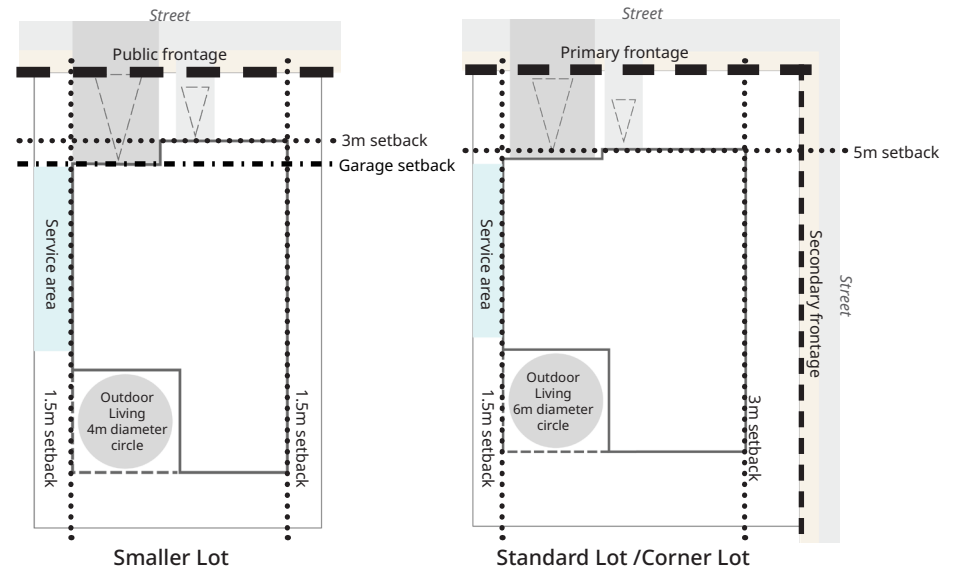 Street
Public frontage
3m setback
Garage setback
Service area
1.5m setback
Outdoor
Living
4m diameter
circle
1.5m setback
Smaller Lot
Street
Primary frontage
5m setback
Service area
Secondary frontage
Street
1.5m setback
Outdoor
Living
6m diameter
circle
3m setback
Standard Lot /Corner Lot